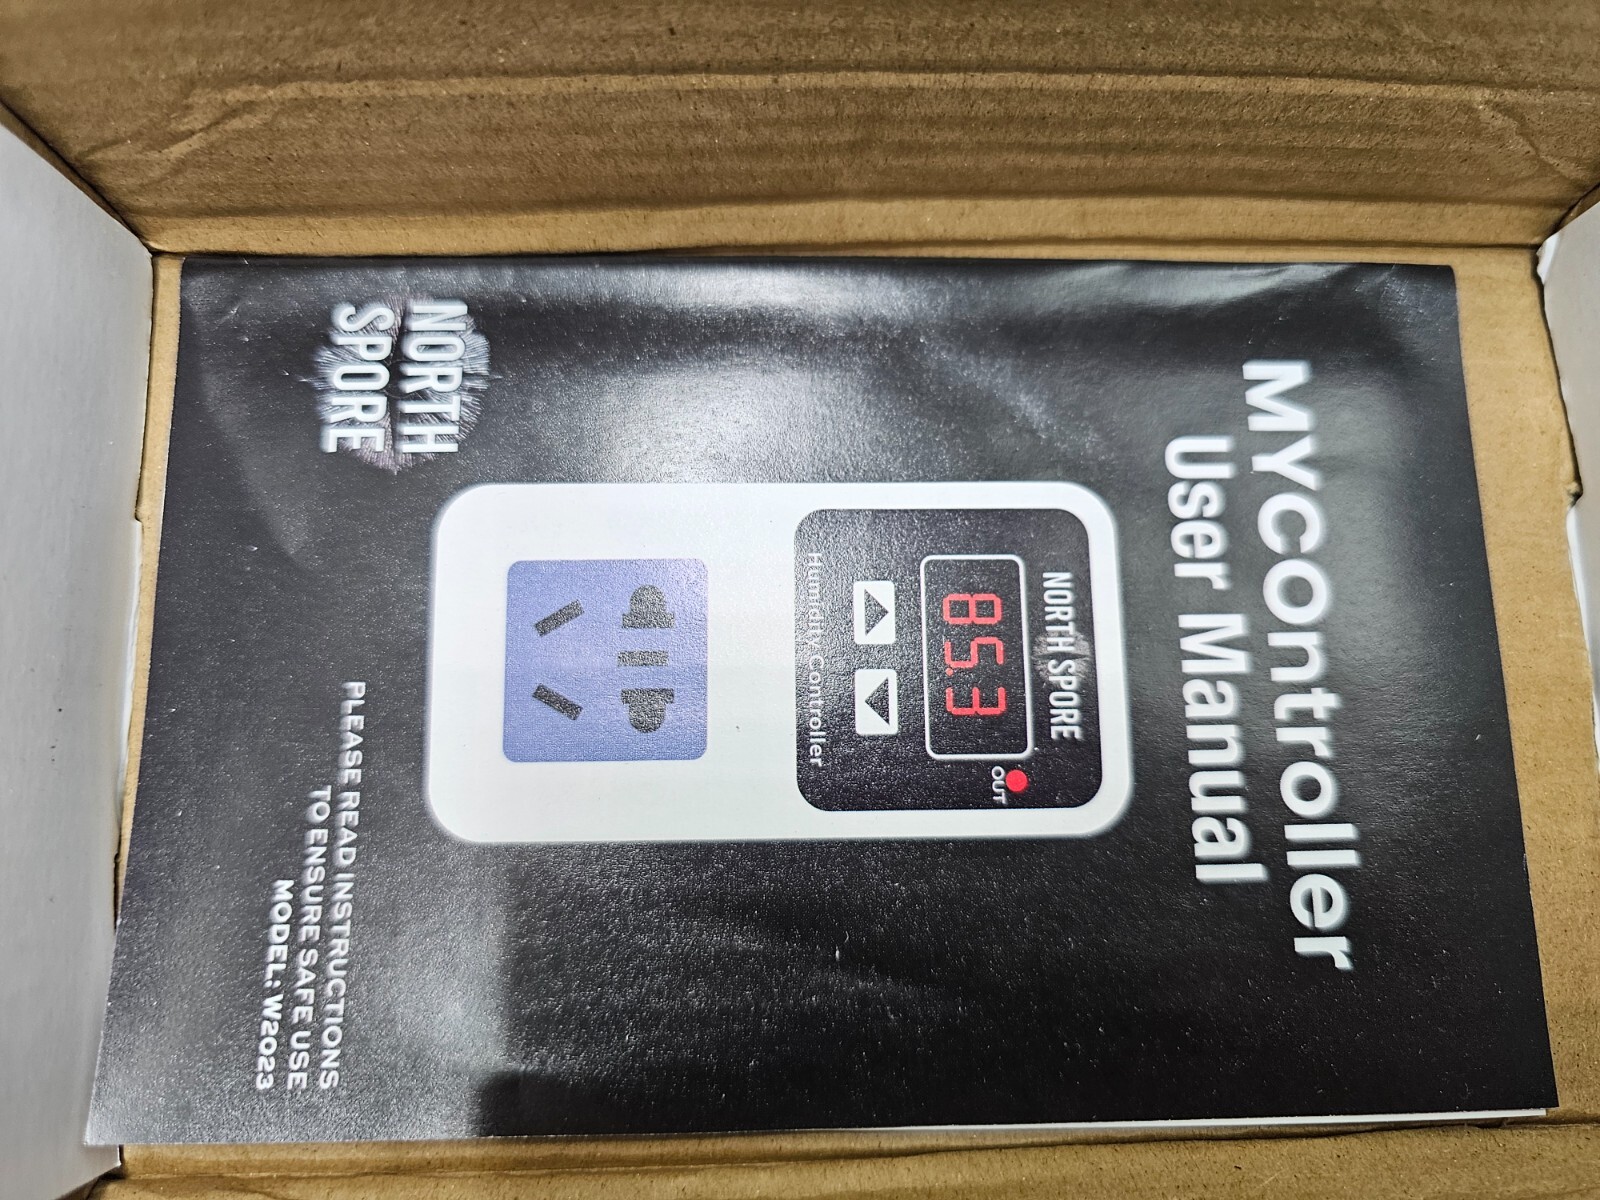 MYCOntroller
User Manual
NORTH SPORE
OUT
85.3
Humidity Controller
NORTH
SPORE
PLEASE READ INSTRUCTIONS
TO ENSURE SAFE USE
MODEL: W2023